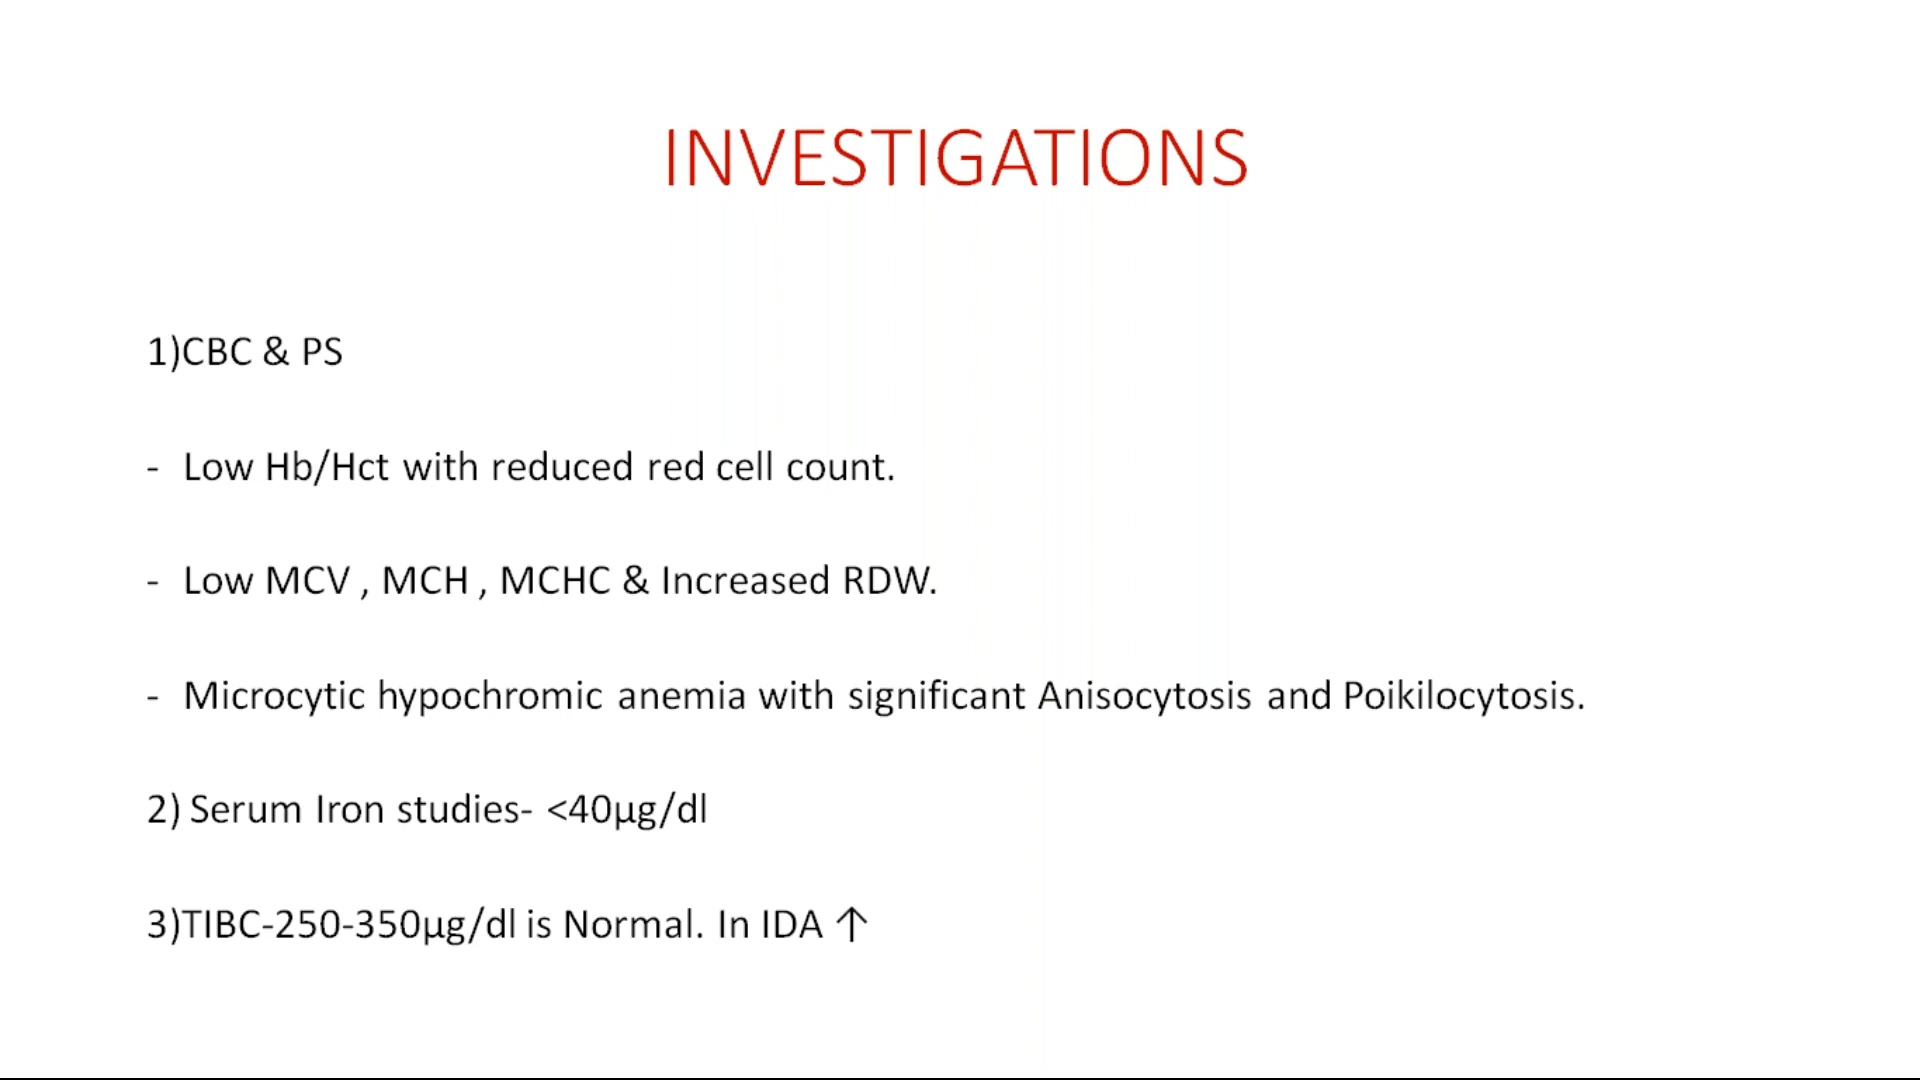 INVESTIGATIONS
1)CBC & PS
- Low Hb/Hct with reduced red cell count.
- Low MCV , MCH , MCHC & Increased RDW.
- Microcytic hypochromic anemia with significant Anisocytosis and Poikilocytosis.
2) Serum Iron studies- <40µg/dl
3)TIBC-250-350µg/dl is Normal. In IDA ↑